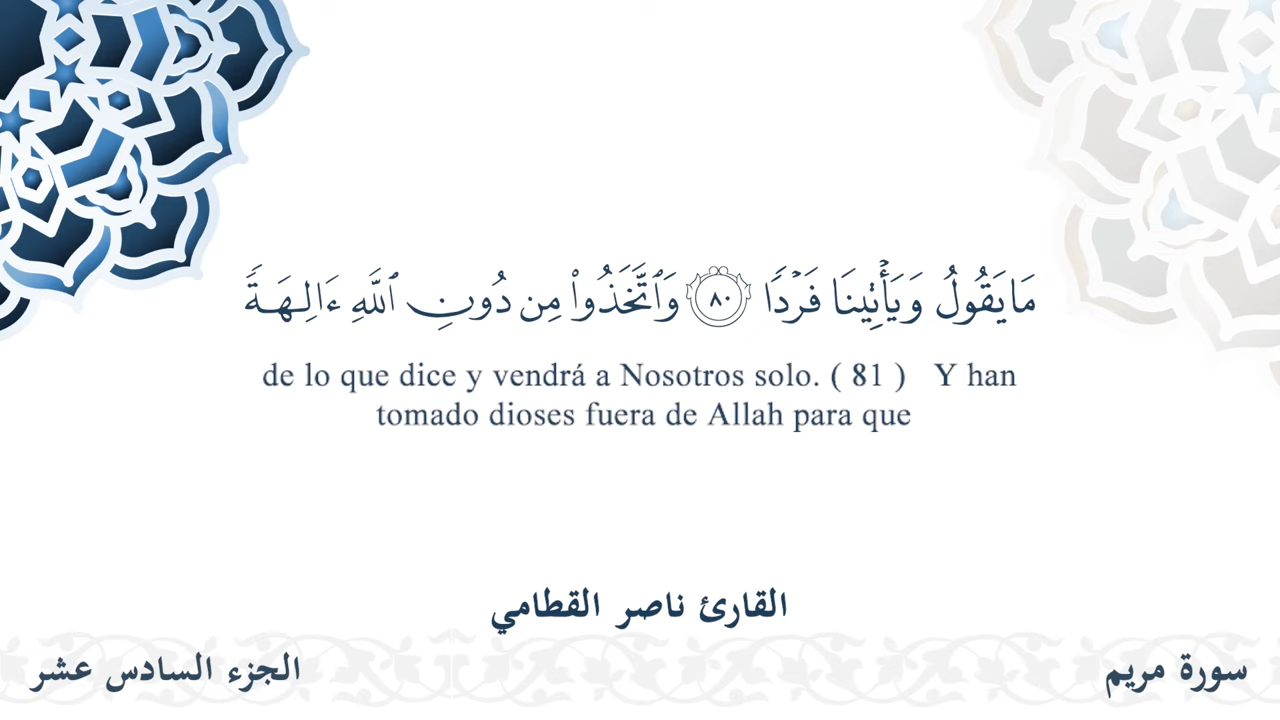 مَا يَقُولُ وَيَأْتِينَا فَرْدًا ٨٠ وَٱتَّخَذُوا۟ مِن دُونِ ٱللَّهِ ءَالِهَةً
de lo que dice y vendrá a Nosotros solo. ( 81 ) Y han
tomado dioses fuera de Allah para que
القارئ ناصر القطامي
سورة مريم
الجزء السادس عشر